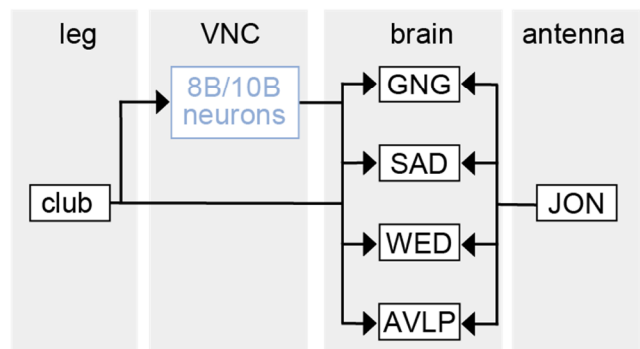 leg
VNC
brain
antenna
8B/10B
neurons
GNG
SAD
club
JON
WED
AVLP